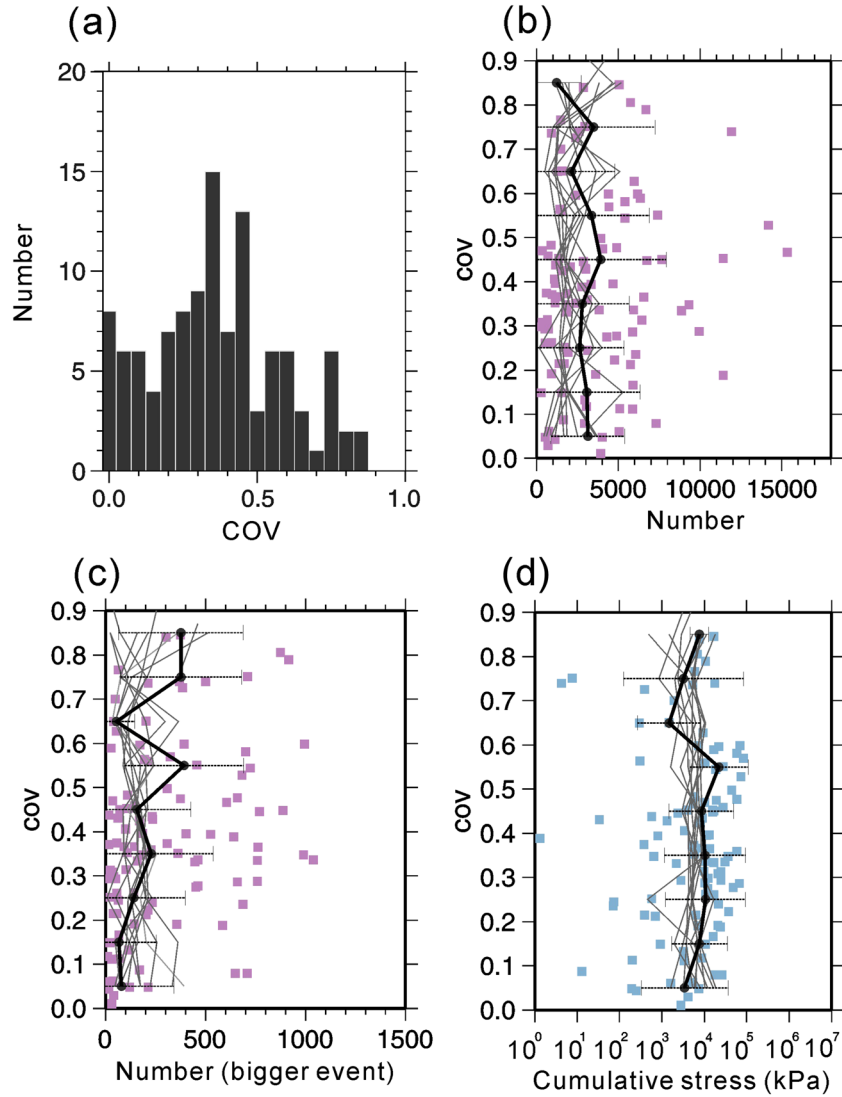 (a)
20
15
10
5
0
Number
0.0 0.5 1.0
COV
(b)
0.9
0.8
0.7
0.6
0.5
0.4
0.3
0.2
0.1
0.0
cov
0 5000 10000 15000
Number
(c)
0.9
0.8
0.7
0.6
0.5
0.4
0.3
0.2
0.1
0.0
cov
0 500 1000 1500
Number (bigger event)
(d)
0.9
0.8
0.7
0.6
0.5
0.4
0.3
0.2
0.1
0.0
cov
10⁰ 10¹ 10² 10³ 10⁴ 10⁵ 10⁶ 10⁷
Cumulative stress (kPa)